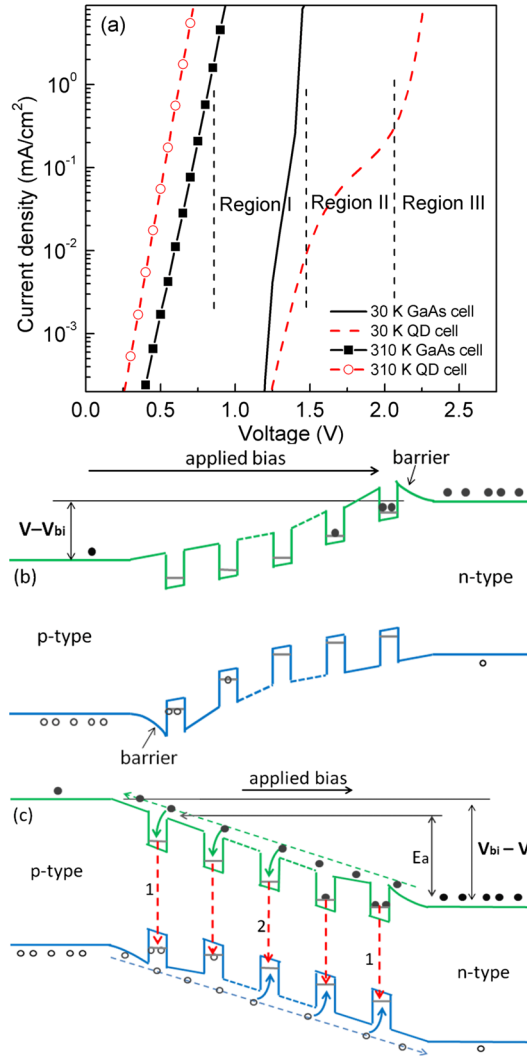 (a)
10⁰
10⁻¹
10⁻²
10⁻³
Current density (mA/cm²)
Region I
Region II
Region III
30 K GaAs cell
30 K QD cell
310 K GaAs cell
310 K QD cell
0.0 0.5 1.0 1.5 2.0 2.5
Voltage (V)
applied bias
barrier
V–Vbi
(b)
n-type
p-type
barrier
applied bias
(c)
Ea
Vbi – V
p-type
1
2
1
n-type